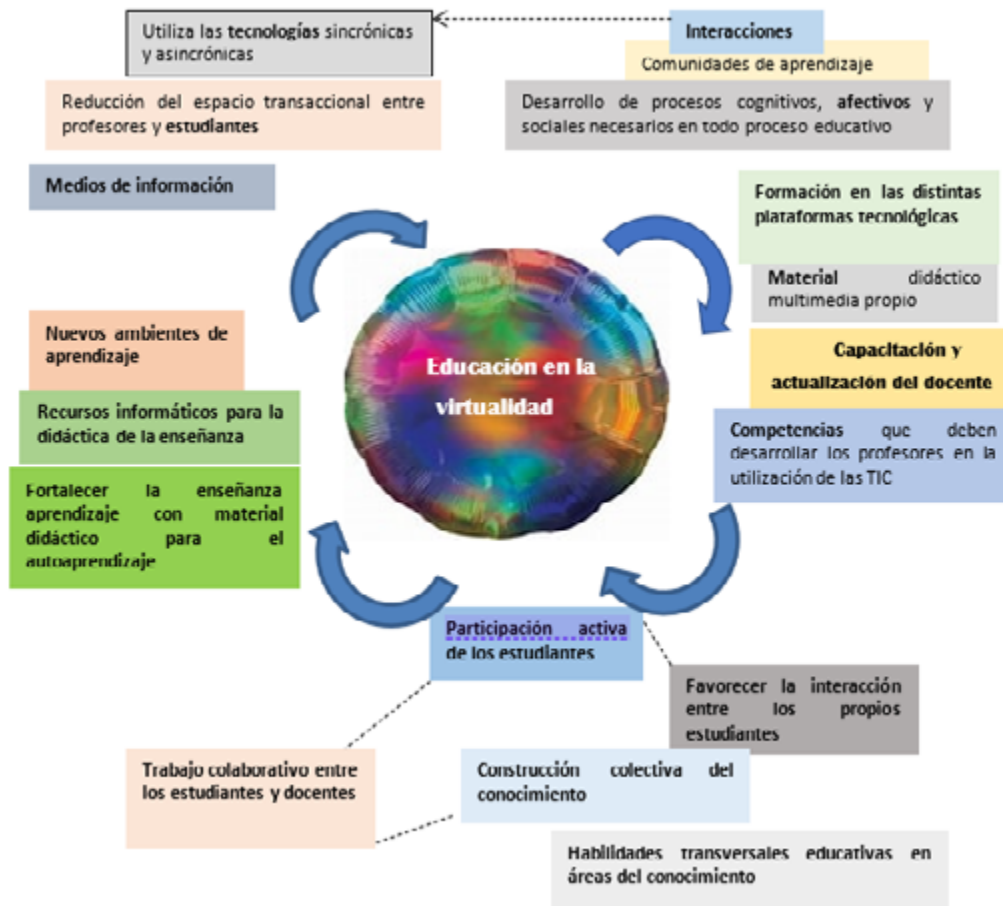 Utiliza las tecnologías sincrónicas
y asincrónicas
Interacciones
Comunidades de aprendizaje
Reducción del espacio transaccional entre
profesores y estudiantes
Desarrollo de procesos cognitivos, afectivos y
sociales necesarios en todo proceso educativo
Medios de información
Formación en las distintas
plataformas tecnológicas
Material didáctico
multimedia propio
Nuevos ambientes de
aprendizaje
Educación en la
virtualidad
Capacitación y
actualización del docente
Recursos informáticos para la
didáctica de la enseñanza
Competencias que deben
desarrollar los profesores en la
utilización de las TIC
Fortalecer la enseñanza
aprendizaje con material
didáctico para el
autoaprendizaje
Participación activa
de los estudiantes
Favorecer la interacción
entre los propios
estudiantes
Trabajo colaborativo entre
los estudiantes y docentes
Construcción colectiva del
conocimiento
Habilidades transversales educativas en
áreas del conocimiento